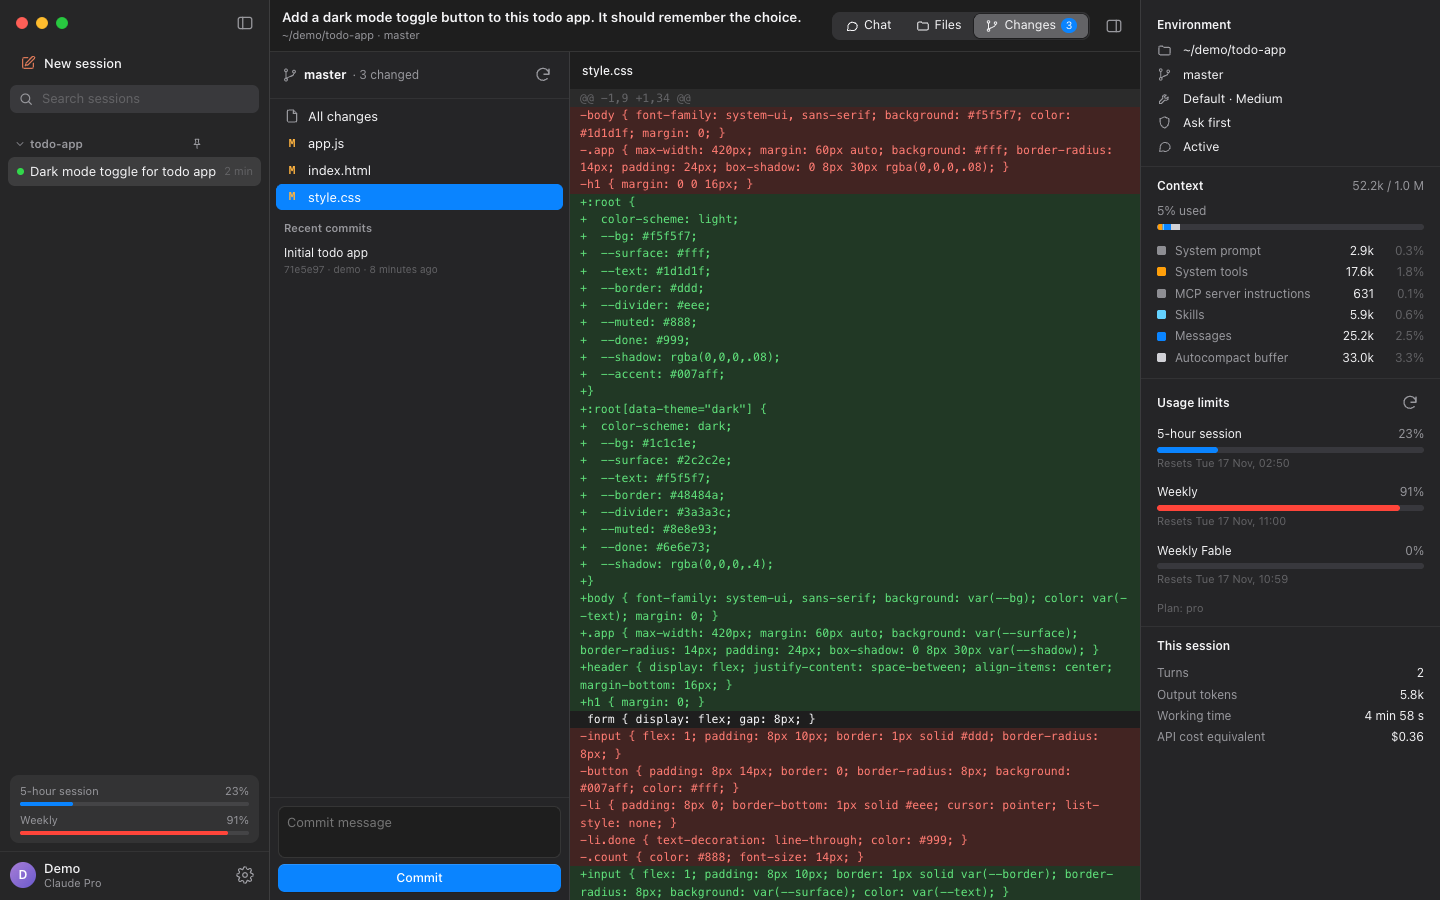 New session
Search sessions
todo-app
Dark mode toggle for todo app 2 min
5-hour session 23%
Weekly 91%
D
Demo
Claude Pro
Add a dark mode toggle button to this todo app. It should remember the choice.
~/demo/todo-app · master
Chat
Files
Changes 3
master · 3 changed
All changes
M app.js
M index.html
M style.css
Recent commits
Initial todo app
71e5e97 · demo · 8 minutes ago
Commit message
Commit
style.css
@@ -1,9 +1,34 @@
-body { font-family: system-ui, sans-serif; background: #f5f5f7; color:
#1d1d1f; margin: 0; }
-.app { max-width: 420px; margin: 60px auto; background: #fff; border-radius:
14px; padding: 24px; box-shadow: 0 8px 30px rgba(0,0,0,.08); }
-h1 { margin: 0 0 16px; }
+:root {
+  color-scheme: light;
+  --bg: #f5f5f7;
+  --surface: #fff;
+  --text: #1d1d1f;
+  --border: #ddd;
+  --divider: #eee;
+  --muted: #888;
+  --done: #999;
+  --shadow: rgba(0,0,0,.08);
+  --accent: #007aff;
+}
+:root[data-theme="dark"] {
+  color-scheme: dark;
+  --bg: #1c1c1e;
+  --surface: #2c2c2e;
+  --text: #f5f5f7;
+  --border: #48484a;
+  --divider: #3a3a3c;
+  --muted: #8e8e93;
+  --done: #6e6e73;
+  --shadow: rgba(0,0,0,.4);
+}
+body { font-family: system-ui, sans-serif; background: var(--bg); color: var(-
-text); margin: 0; }
+.app { max-width: 420px; margin: 60px auto; background: var(--surface);
border-radius: 14px; padding: 24px; box-shadow: 0 8px 30px var(--shadow); }
+header { display: flex; justify-content: space-between; align-items: center;
margin-bottom: 16px; }
+h1 { margin: 0; }
form { display: flex; gap: 8px; }
-input { flex: 1; padding: 8px 10px; border: 1px solid #ddd; border-radius:
8px; }
-button { padding: 8px 14px; border: 0; border-radius: 8px; background:
#007aff; color: #fff; }
-li { padding: 8px 0; border-bottom: 1px solid #eee; cursor: pointer; list-
style: none; }
-li.done { text-decoration: line-through; color: #999; }
-.count { color: #888; font-size: 14px; }
+input { flex: 1; padding: 8px 10px; border: 1px solid var(--border); border-
radius: 8px; background: var(--surface); color: var(--text); }
Environment
~/demo/todo-app
master
Default · Medium
Ask first
Active
Context 52.2k / 1.0 M
5% used
System prompt 2.9k 0.3%
System tools 17.6k 1.8%
MCP server instructions 631 0.1%
Skills 5.9k 0.6%
Messages 25.2k 2.5%
Autocompact buffer 33.0k 3.3%
Usage limits
5-hour session 23%
Resets Tue 17 Nov, 02:50
Weekly 91%
Resets Tue 17 Nov, 11:00
Weekly Fable 0%
Resets Tue 17 Nov, 10:59
Plan: pro
This session
Turns 2
Output tokens 5.8k
Working time 4 min 58 s
API cost equivalent $0.36